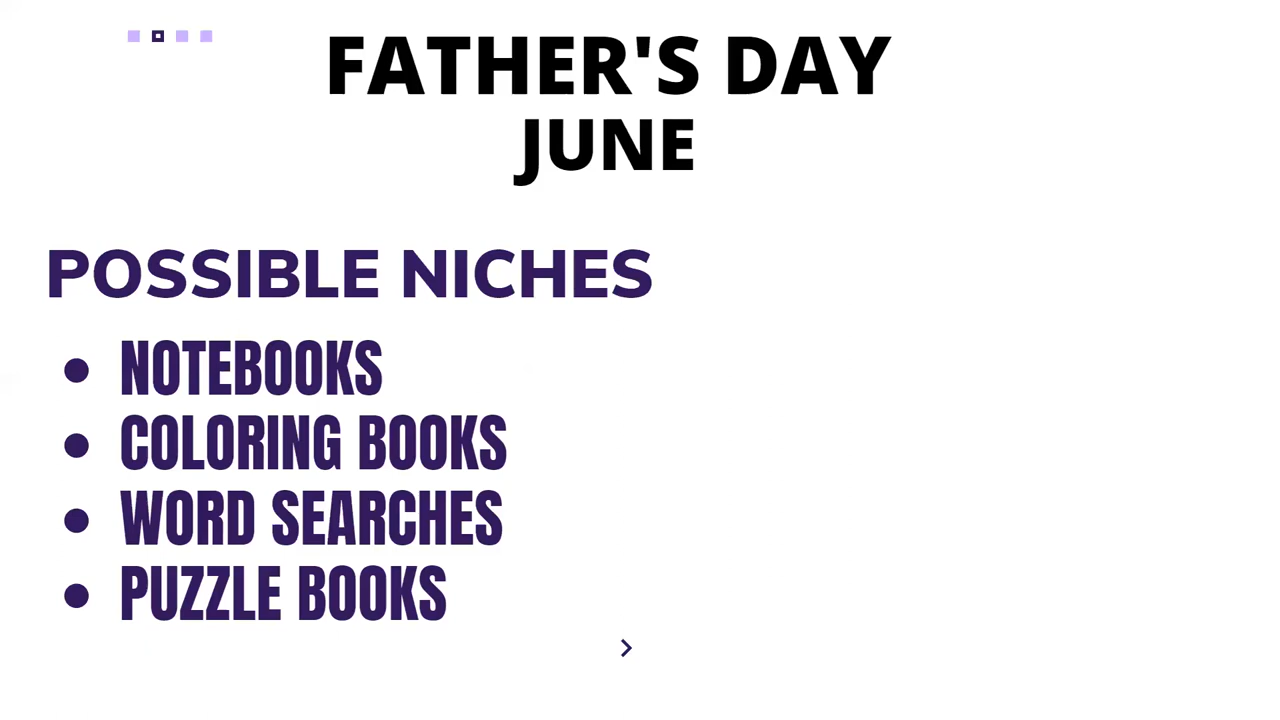 FATHER'S DAY
JUNE
POSSIBLE NICHES
• NOTEBOOKS
• COLORING BOOKS
• WORD SEARCHES
• PUZZLE BOOKS